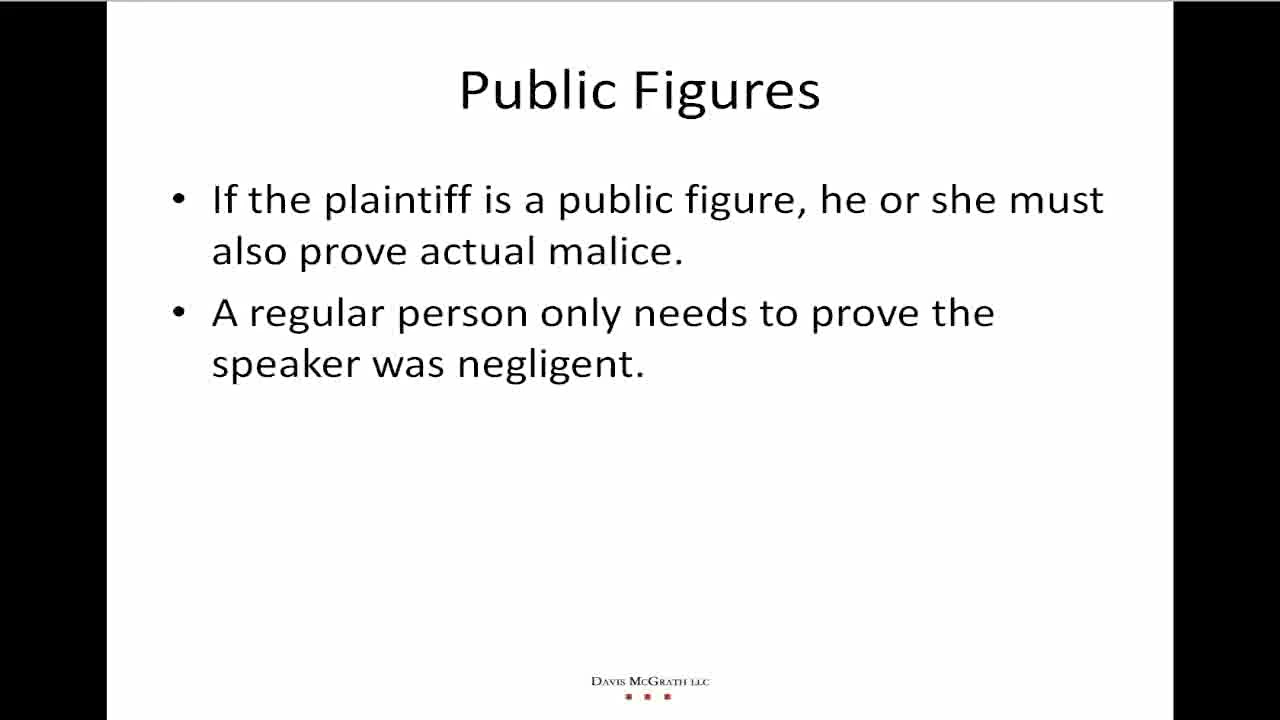 Public Figures
• If the plaintiff is a public figure, he or she must
also prove actual malice.
• A regular person only needs to prove the
speaker was negligent.
DAVIS MCGRATH LLC